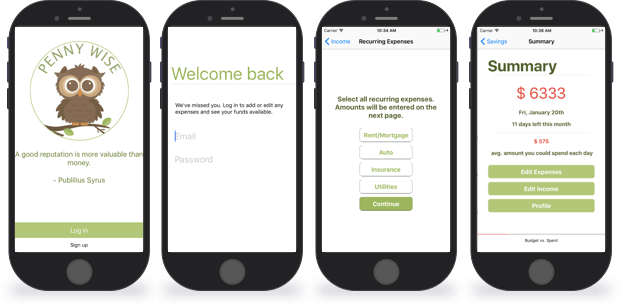 PENNY WISE
A good reputation is more valuable than
money.
- Publilius Syrus
Log in
Sign up
Welcome back
We've missed you. Log in to add or edit any
expenses and see your funds available.
Email
Password
Carrier 10:34 AM
Income Recurring Expenses
Select all recurring expenses.
Amounts will be entered on the
next page.
Rent/Mortgage
Auto
Insurance
Utilities
Continue
Carrier 10:38 AM
Savings Summary
Summary
$ 6333
Fri, January 20th
11 days left this month
$ 575
avg. amount you could spend each day
Edit Expenses
Edit Income
Profile
Budget vs. Spent